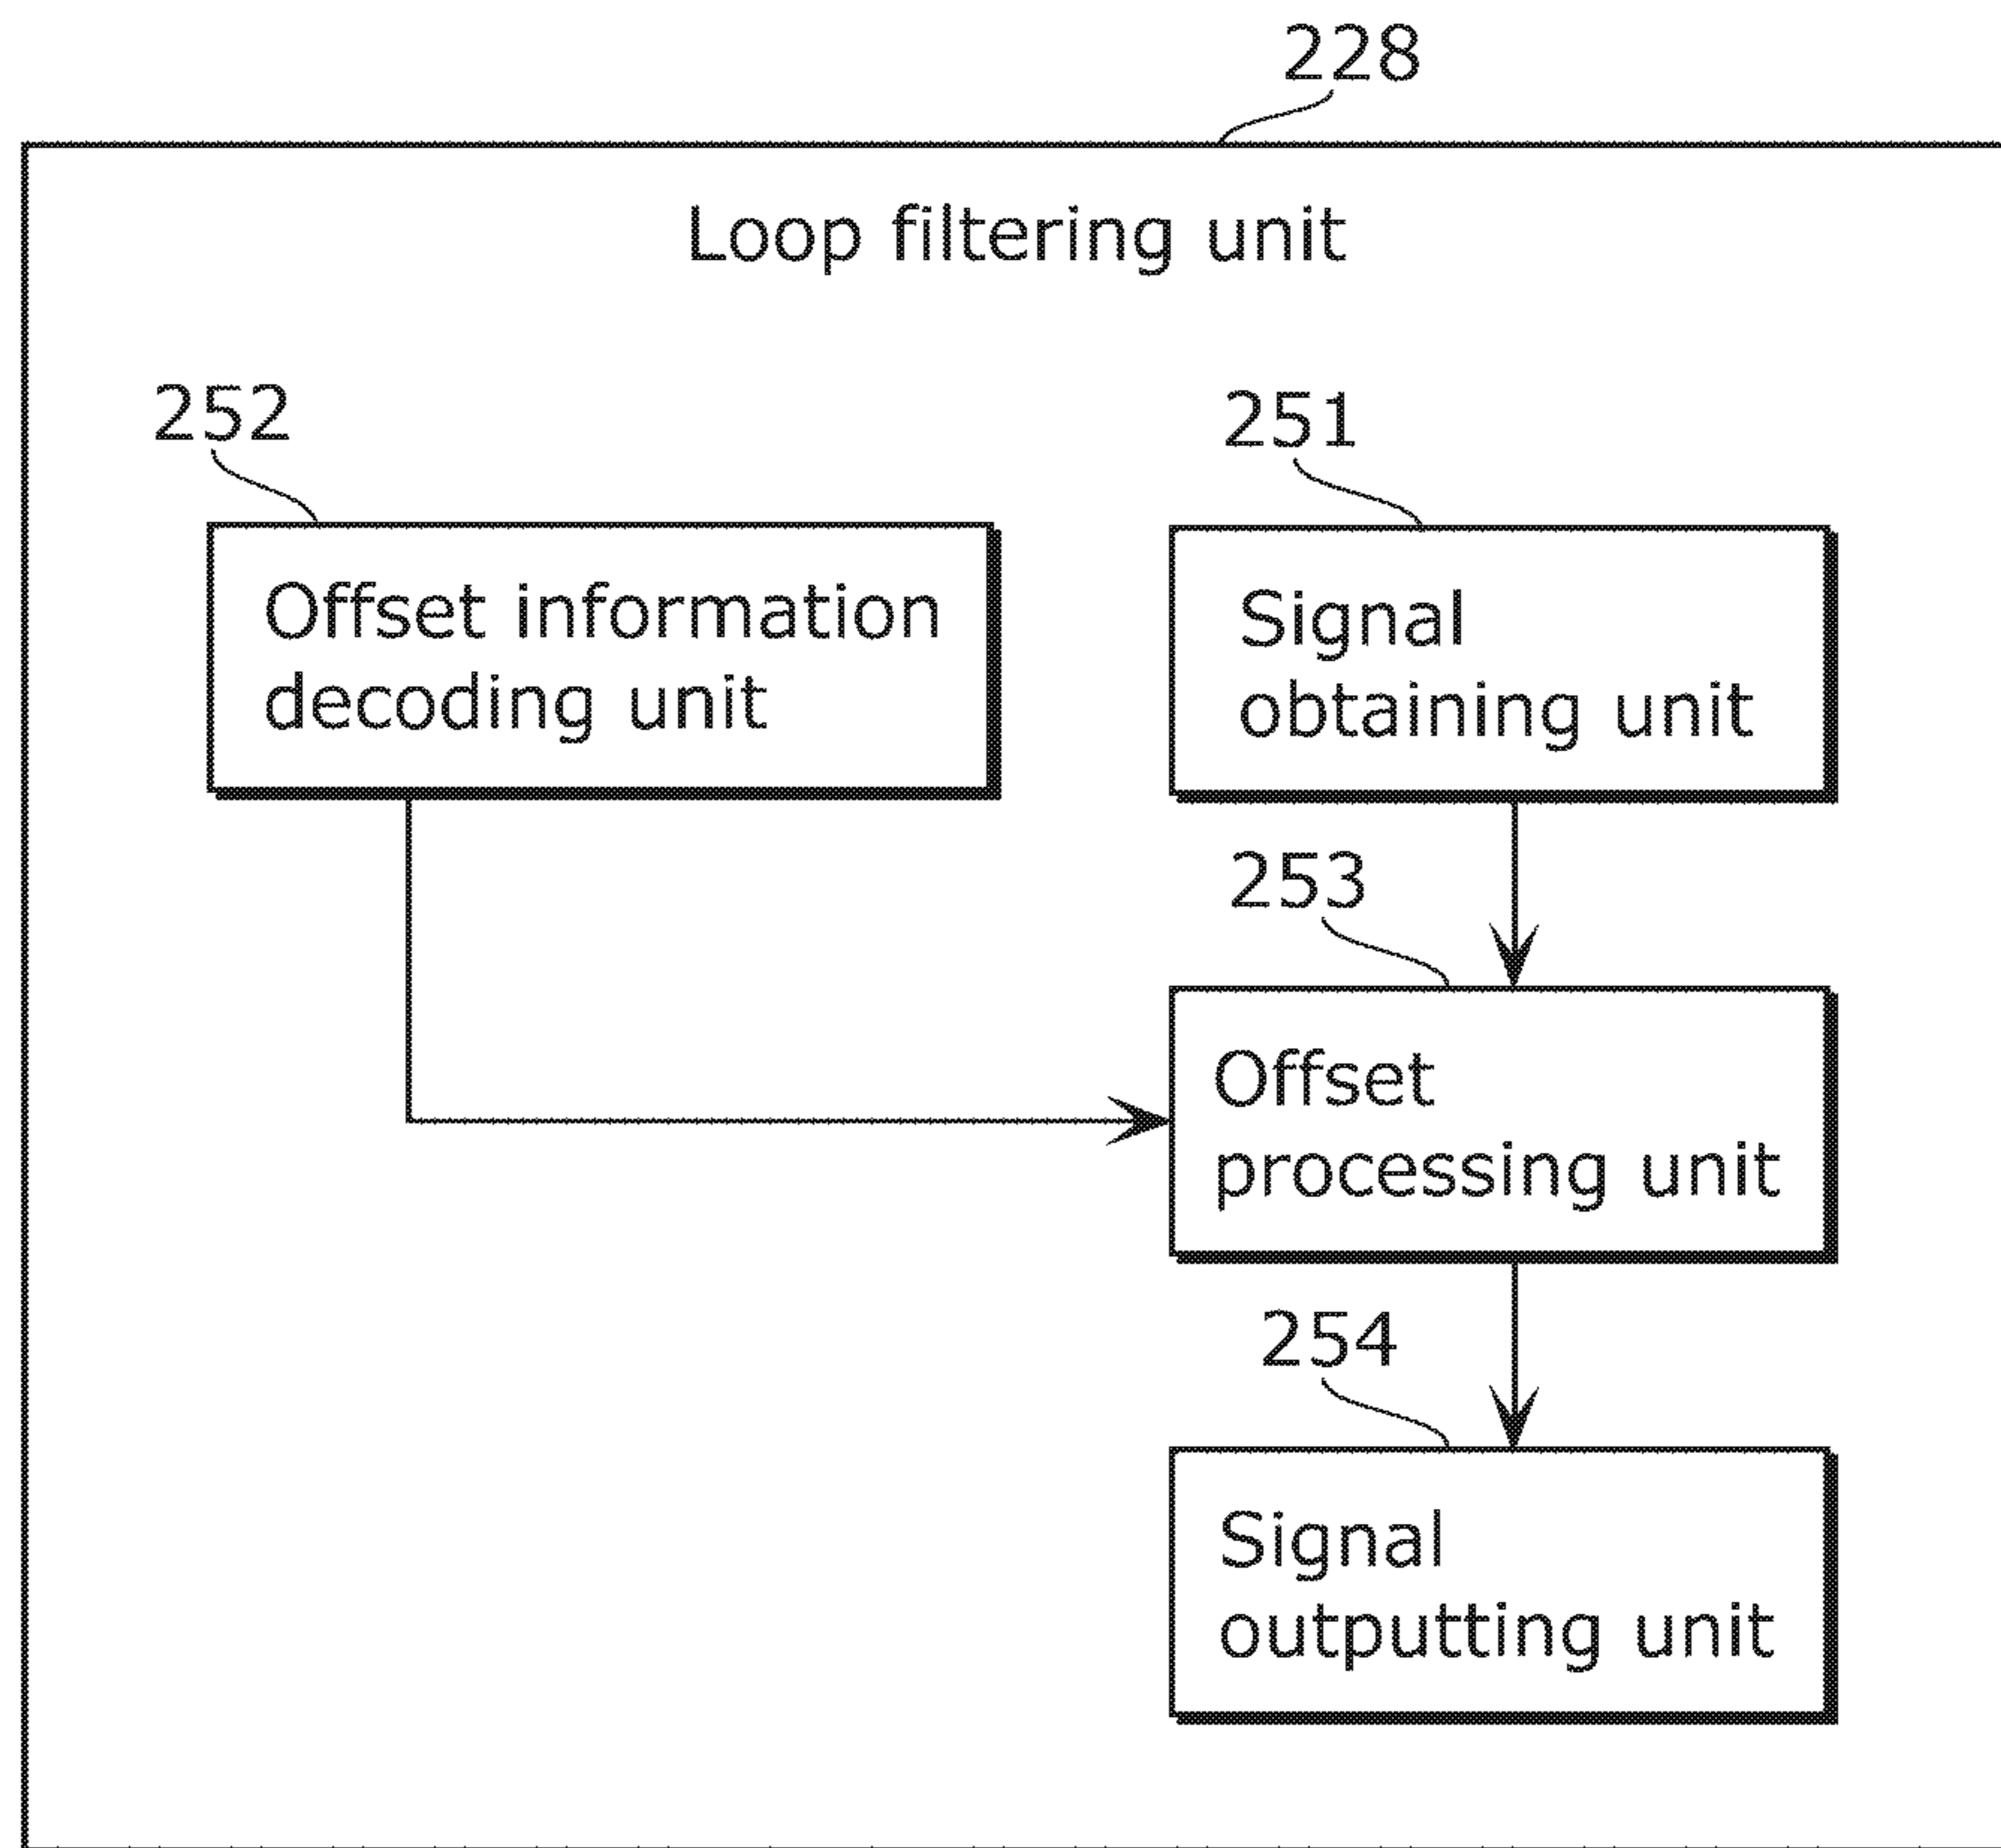 228
Loop filtering unit
252
251
Offset information
decoding unit
Signal
obtaining unit
253
Offset
processing unit
254
Signal
outputting unit